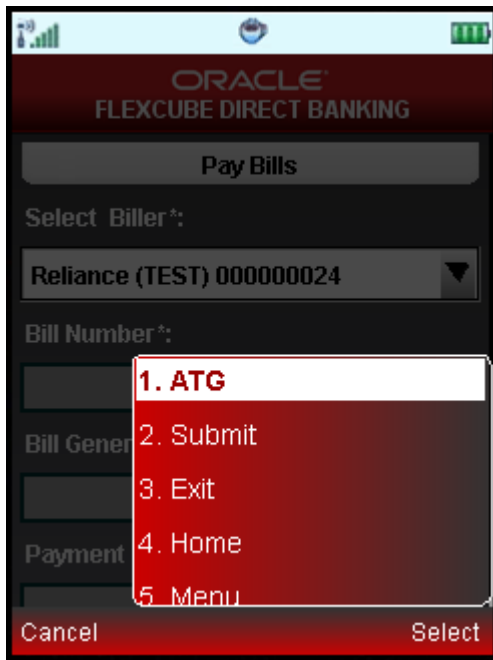 ORACLE
FLEXCUBE DIRECT BANKING
Pay Bills
Select Biller*:
Reliance (TEST) 000000024
Bill Number*:
Bill Gener
Payment
1. ATG
2. Submit
3. Exit
4. Home
5. Menu
Cancel
Select